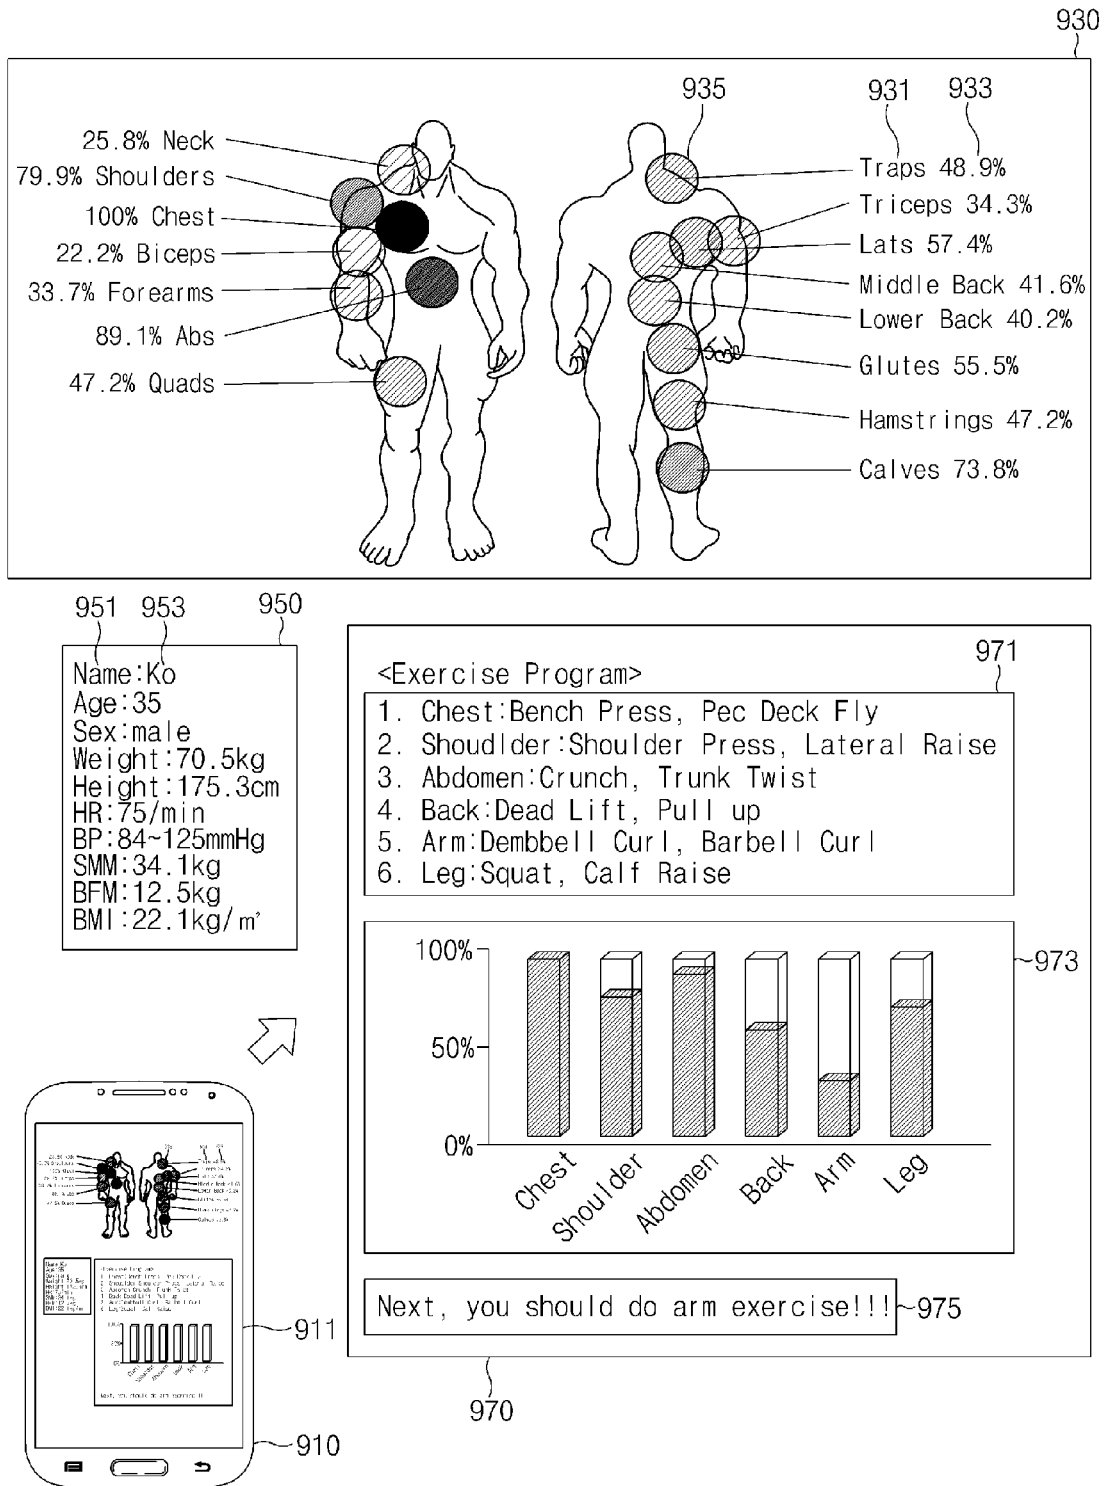 930
935
931
933
25.8% Neck
79.9% Shoulders
100% Chest
22.2% Biceps
33.7% Forearms
89.1% Abs
47.2% Quads
Traps 48.9%
Triceps 34.3%
Lats 57.4%
Middle Back 41.6%
Lower Back 40.2%
Glutes 55.5%
Hamstrings 47.2%
Calves 73.8%
951
953
950
Name:Ko
Age:35
Sex:male
Weight:70.5kg
Height:175.3cm
HR:75/min
BP:84~125mmHg
SMM:34.1kg
BFM:12.5kg
BMI:22.1kg/m²
<Exercise Program>
971
1. Chest:Bench Press, Pec Deck Fly
2. Shoudlder:Shoulder Press, Lateral Raise
3. Abdomen:Crunch, Trunk Twist
4. Back:Dead Lift, Pull up
5. Arm:Dembbell Curl, Barbell Curl
6. Leg:Squat, Calf Raise
100%
50%
0%
973
Chest
Shoulder
Abdomen
Back
Arm
Leg
Next, you should do arm exercise!!!
975
970
911
910